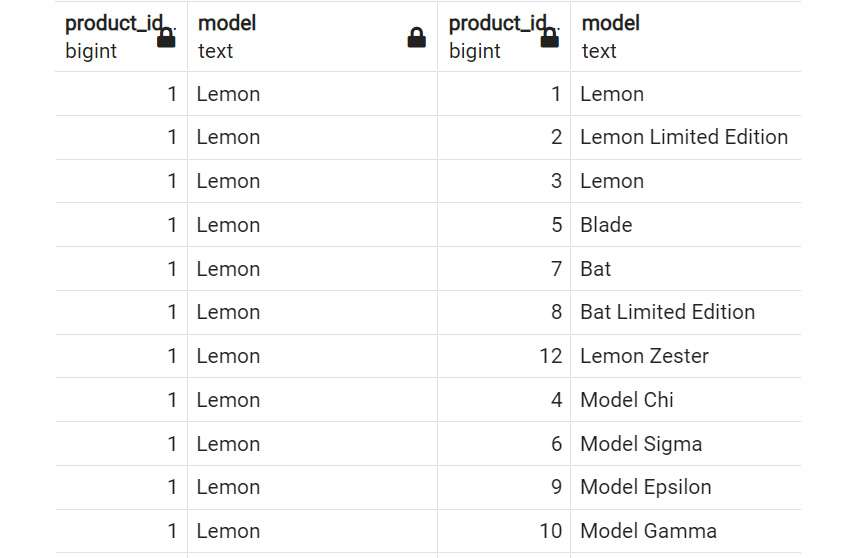 product_id.. model product_id.. model
bigint text bigint text
1 Lemon 1 Lemon
1 Lemon 2 Lemon Limited Edition
1 Lemon 3 Lemon
1 Lemon 5 Blade
1 Lemon 7 Bat
1 Lemon 8 Bat Limited Edition
1 Lemon 12 Lemon Zester
1 Lemon 4 Model Chi
1 Lemon 6 Model Sigma
1 Lemon 9 Model Epsilon
1 Lemon 10 Model Gamma